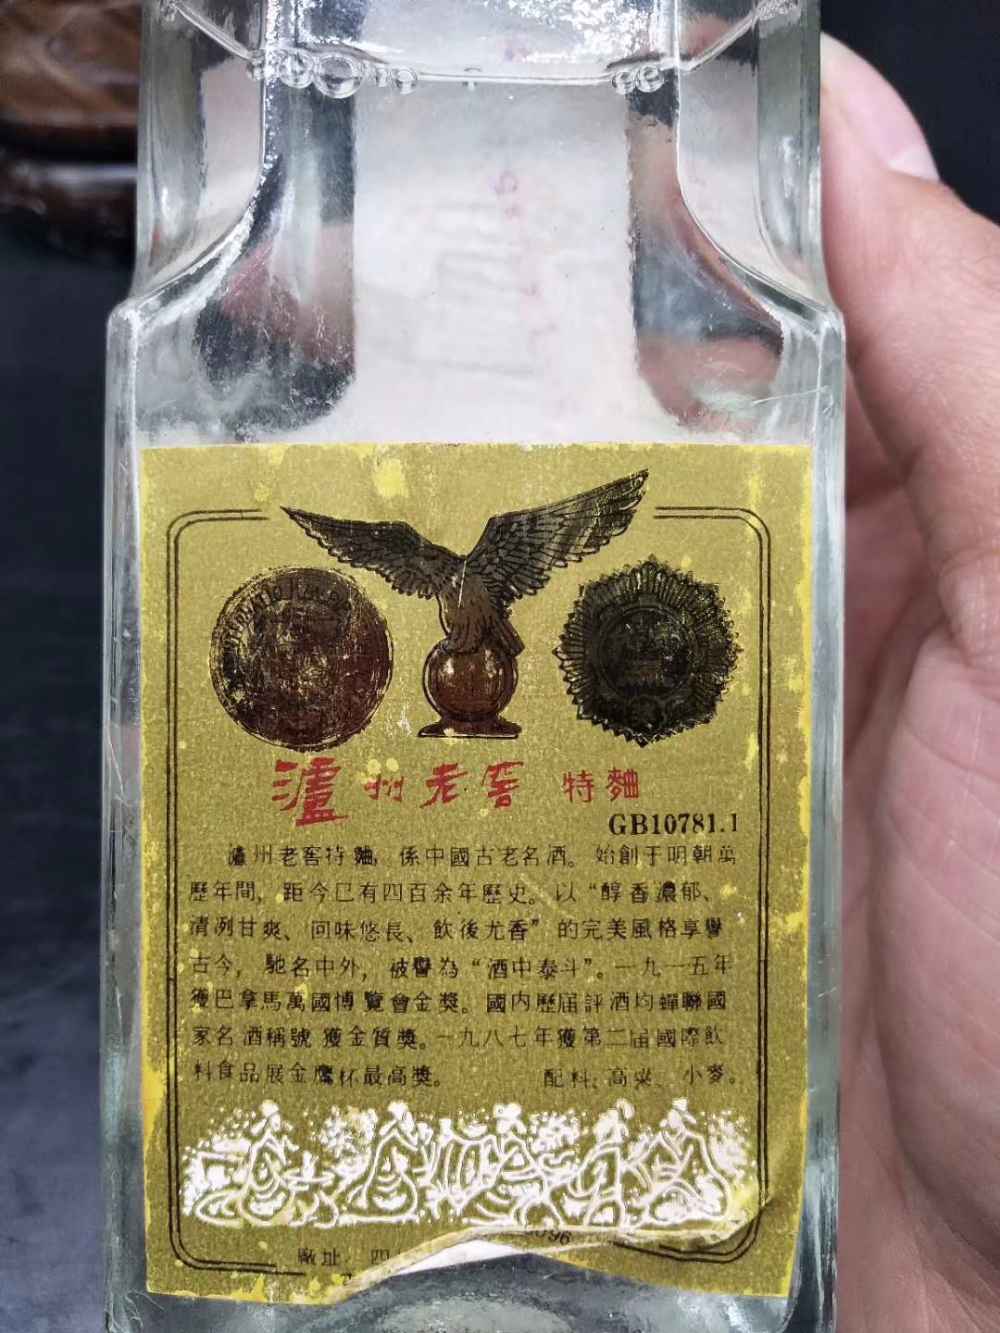 瀘州老窖 特麯
GB10781.1
瀘州老窖特麯，係中國古老名酒。始創于明朝萬
歷年間，距今已有四百余年歷史。以“醇香濃郁、
清冽甘爽、回味悠長、飲後尤香”的完美風格享譽
古今，馳名中外，被譽為“酒中泰斗”。一九一五年
獲巴拿馬萬國博覽會金獎。國内歷届評酒均蟬聯國
家名酒稱號 獲金質獎。一九八七年獲第二届國際飲
料食品展金鷹杯最高獎。 配料：高粱、小麥。
廠址 四